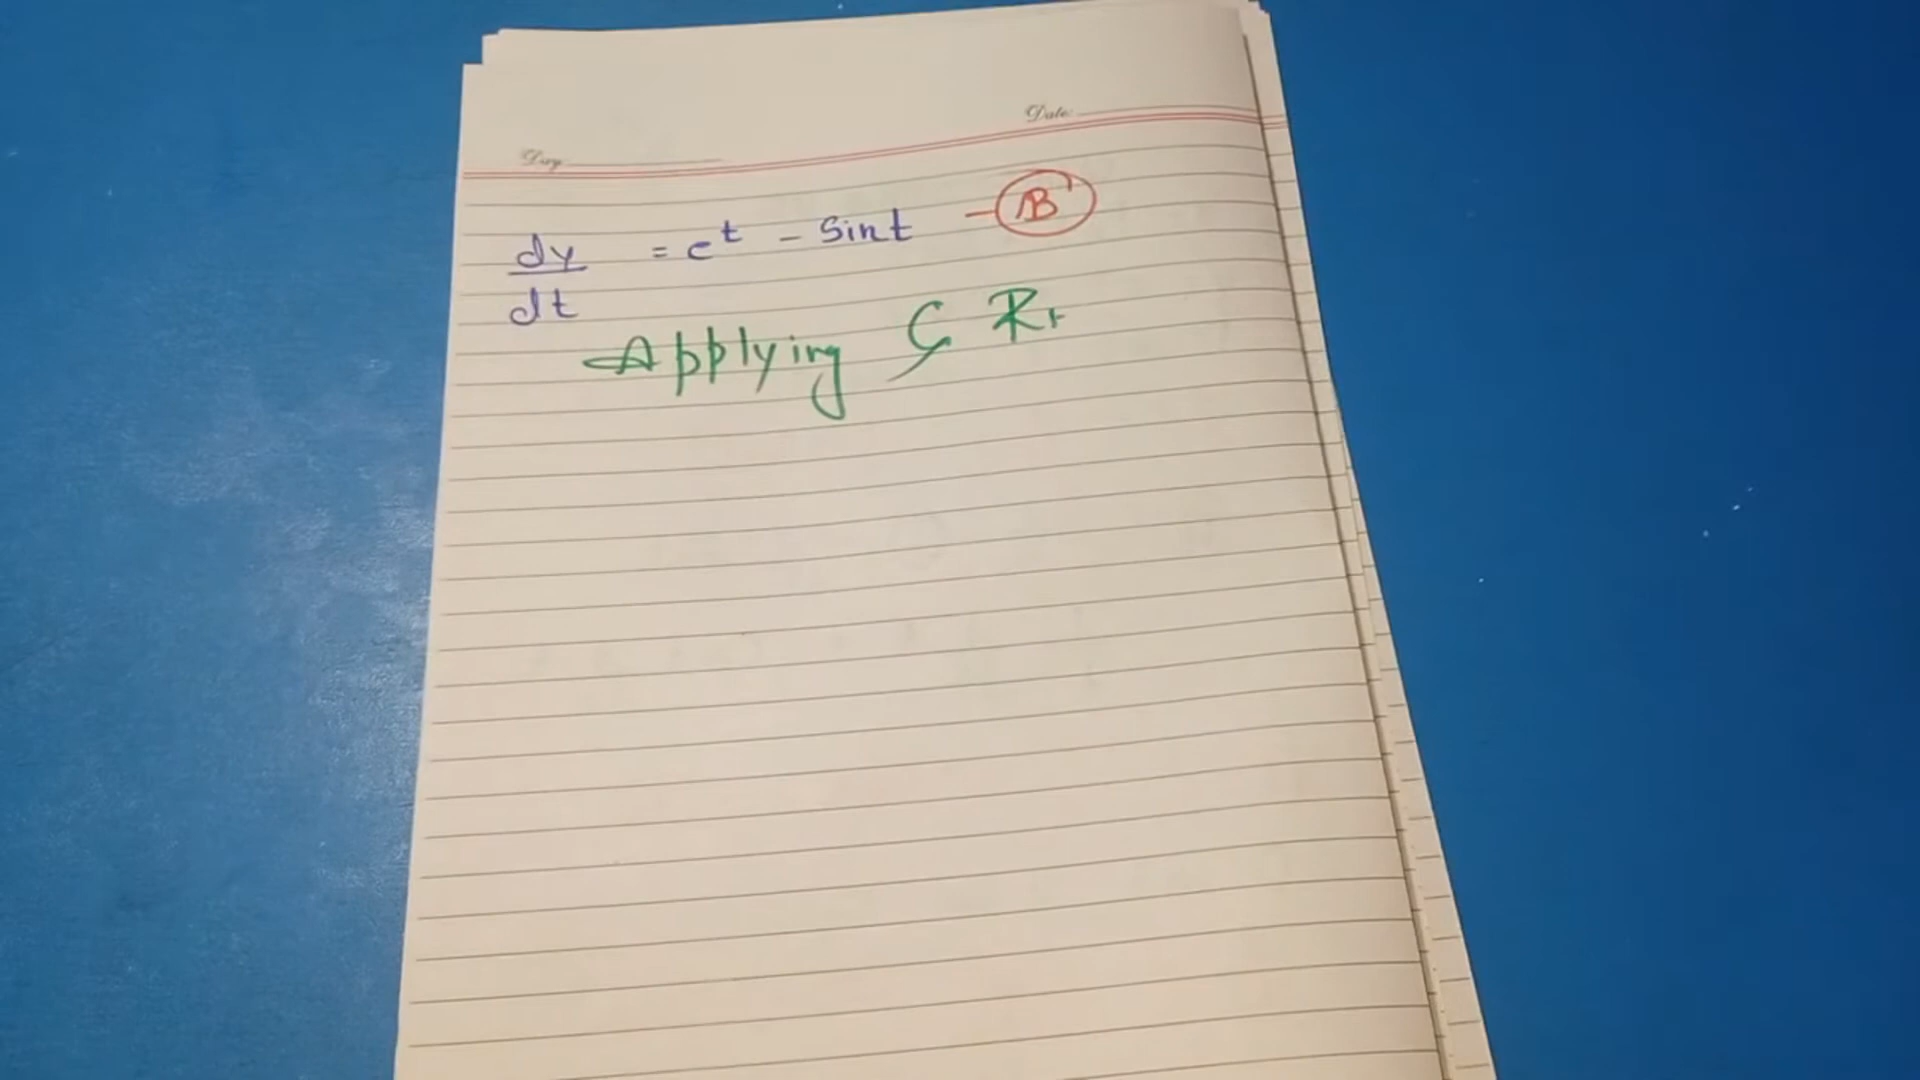 Date:
Day
dy/dt = e^t - Sint - B
Applying C R